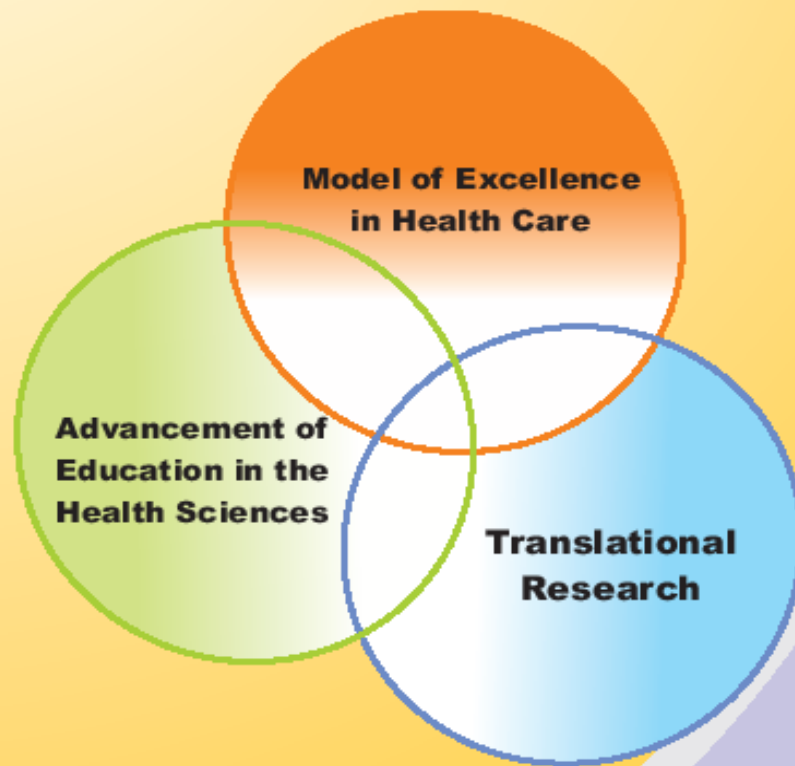 Model of Excellence
in Health Care
Advancement of
Education in the
Health Sciences
Translational
Research